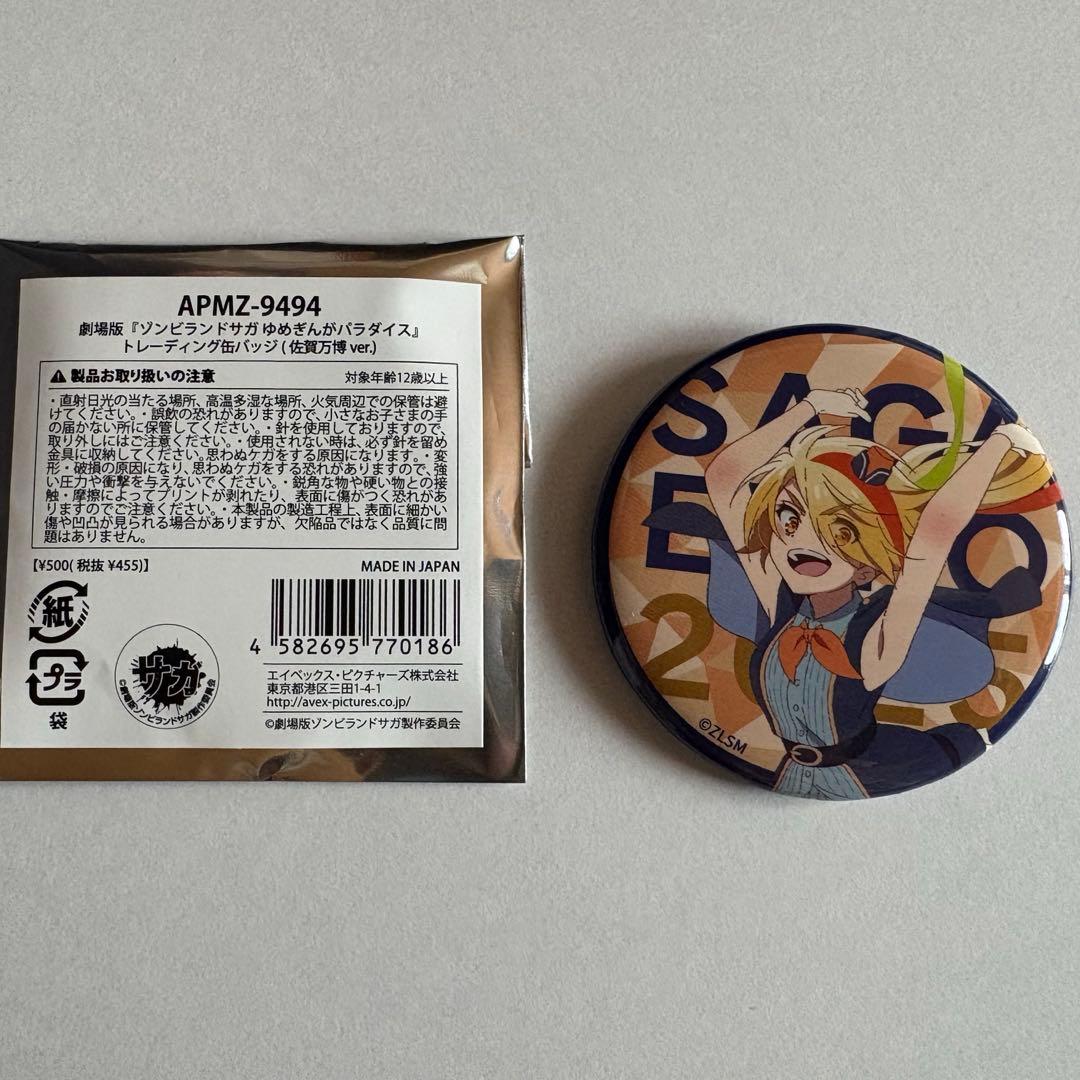 APMZ-9494
劇場版『ゾンビランドサガ ゆめぎんがパラダイス』
トレーディング缶バッジ ( 佐賀万博 ver.)
製品お取り扱いの注意 対象年齢12歳以上
・直射日光の当たる場所、高温多湿な場所、火気周辺での保管は避
けてください。・誤飲の恐れがありますので、小さなお子さまの手
の届かない所に保管してください。・針を使用しておりますので、
取り外しにはご注意ください。・使用されない時は、必ず針を留め
金具に収納してください。思わぬケガをする原因になります。・変
形・破損の原因になり、思わぬケガをする恐れがありますので、強
い圧力や衝撃を与えないでください。・鋭角な物や硬い物との接
触・摩擦によってプリントが剥れたり、表面に傷がつく恐れがあり
ますのでご注意ください。・本製品の製造工程上、表面に細かい
傷や凹凸が見られる場合がありますが、欠陥品ではなく品質に問
題はありません。
【¥500( 税抜 ¥455)】 MADE IN JAPAN
紙
プラ
袋
サガ
©劇場版ゾンビランドサガ製作委員会
4 582695 770186
エイベックス・ピクチャーズ株式会社
東京都港区三田1-4-1
http://avex-pictures.co.jp/
©劇場版ゾンビランドサガ製作委員会
SAGA
E O
2 5
©ZLSM